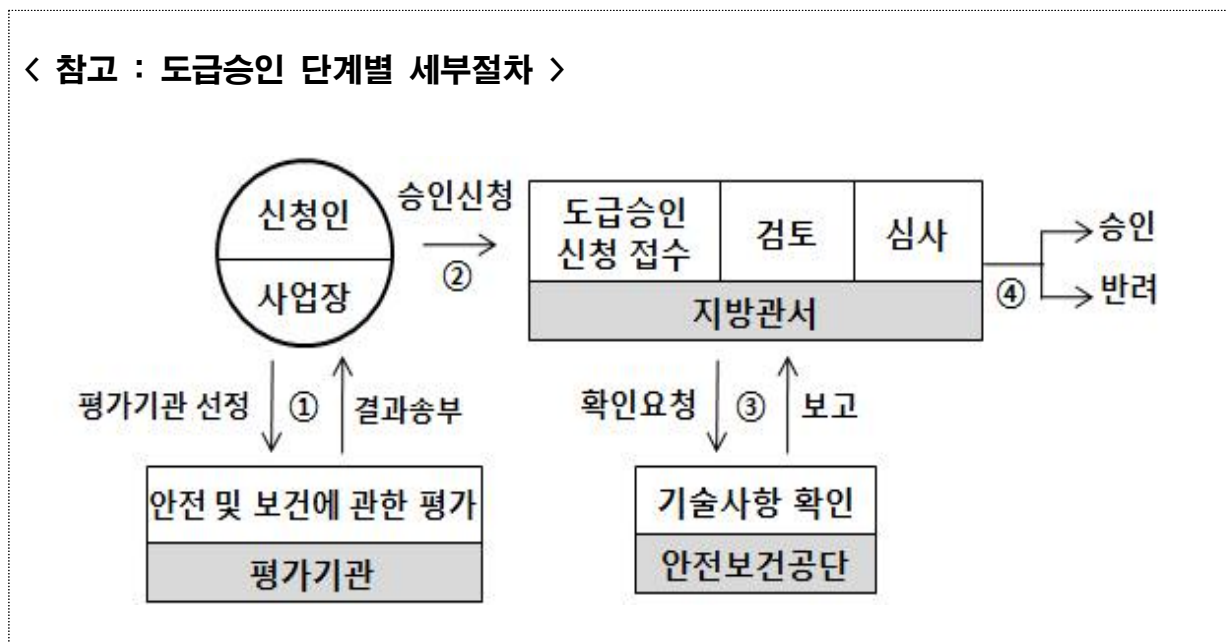 < 참고 : 도급승인 단계별 세부절차 >
신청인
사업장
승인신청
②
도급승인
신청 접수
검토
심사
지방관서
④
승인
반려
평가기관 선정
①
결과송부
확인요청
③
보고
안전 및 보건에 관한 평가
평가기관
기술사항 확인
안전보건공단